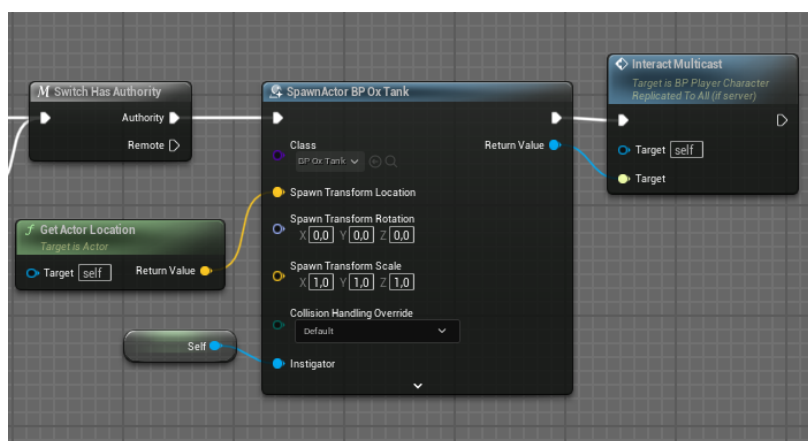 Switch Has Authority
Authority
Remote
Get Actor Location
Target is Actor
Target self
Return Value
Self
SpawnActor BP Ox Tank
Class
BP Ox Tank
Return Value
Spawn Transform Location
Spawn Transform Rotation
X 0,0 Y 0,0 Z 0,0
Spawn Transform Scale
X 1,0 Y 1,0 Z 1,0
Collision Handling Override
Default
Instigator
Interact Multicast
Target is BP Player Character
Replicated To All (if server)
Target self
Target